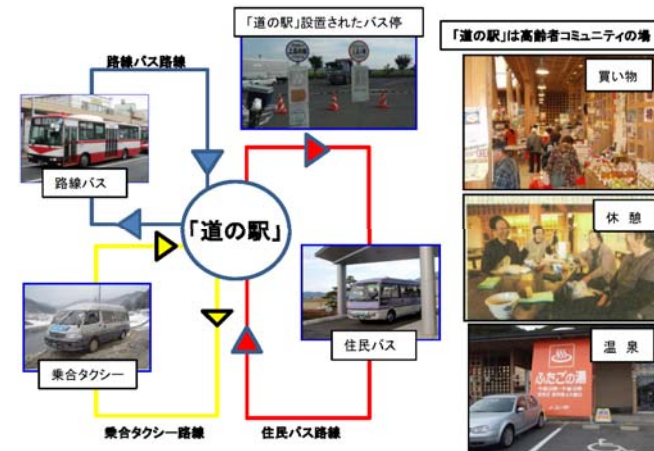 「道の駅」設置されたバス停
路線バス路線
路線バス
「道の駅」
乗合タクシー
乗合タクシー路線
住民バス
住民バス路線
「道の駅」は高齢者コミュニティの場
買い物
休 憩
温 泉
ふたごの湯